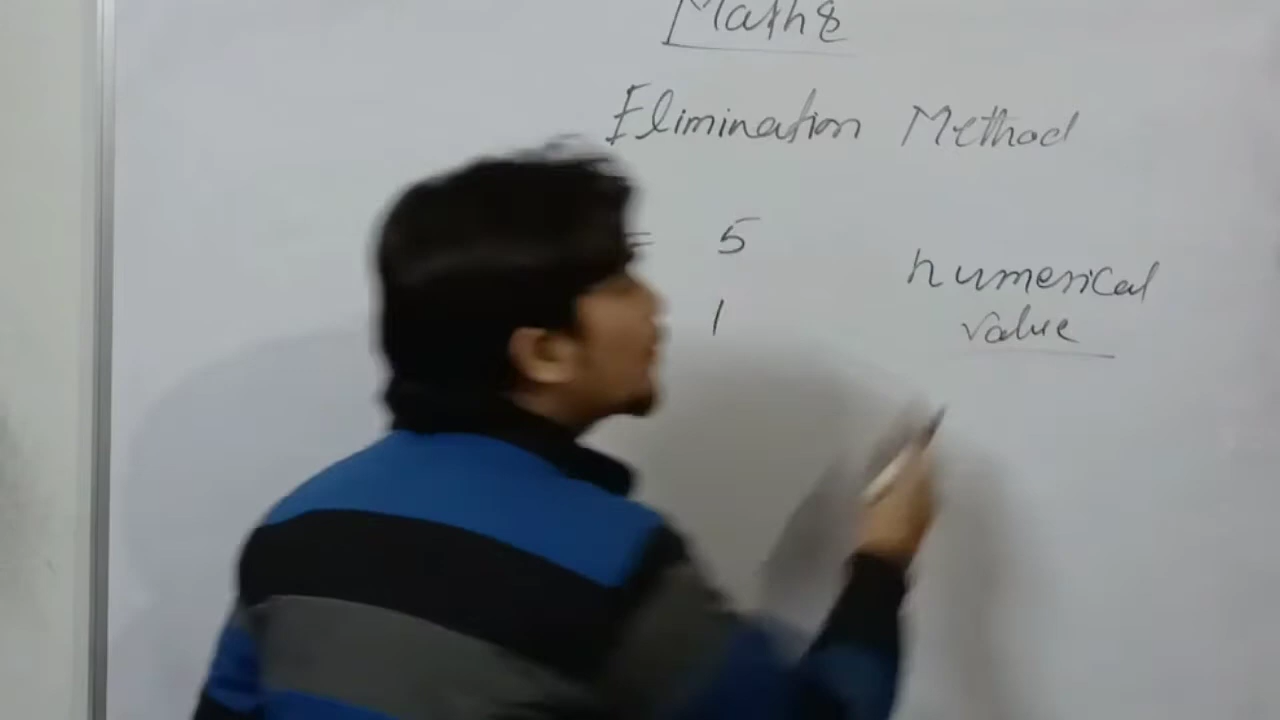 Maths
Elimination Method
= 5
1
numerical
value